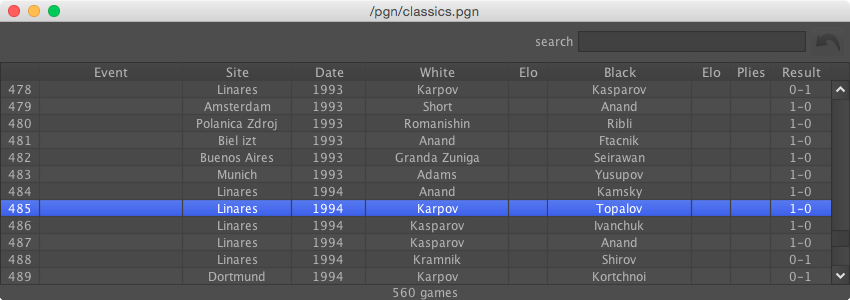 /pgn/classics.pgn
search
Event Site Date White Elo Black Elo Plies Result
478 Linares 1993 Karpov Kasparov 0-1
479 Amsterdam 1993 Short Anand 1-0
480 Polanica Zdroj 1993 Romanishin Ribli 1-0
481 Biel izt 1993 Anand Ftacnik 1-0
482 Buenos Aires 1993 Granda Zuniga Seirawan 1-0
483 Munich 1993 Adams Yusupov 1-0
484 Linares 1994 Anand Kamsky 1-0
485 Linares 1994 Karpov Topalov 1-0
486 Linares 1994 Kasparov Ivanchuk 1-0
487 Linares 1994 Kasparov Anand 1-0
488 Linares 1994 Kramnik Shirov 0-1
489 Dortmund 1994 Karpov Kortchnoi 0-1
560 games